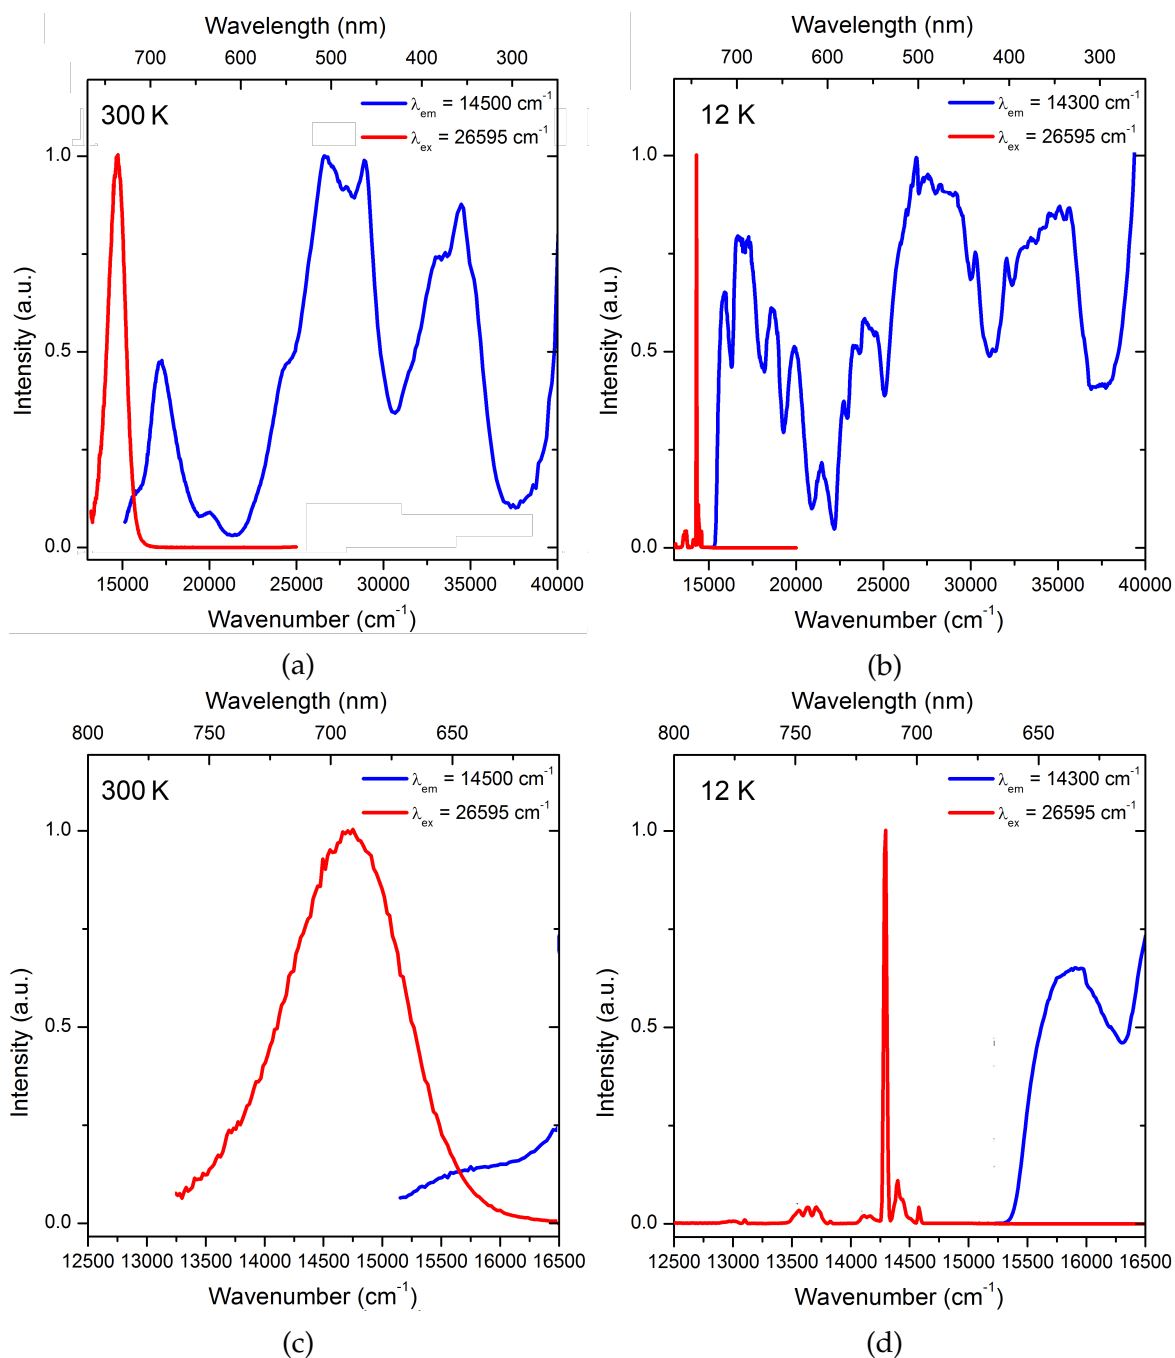 Wavelength (nm)
700 600 500 400 300
300 K
λem = 14500 cm-1
λex = 26595 cm-1
1.0
0.5
0.0
Intensity (a.u.)
15000 20000 25000 30000 35000 40000
Wavenumber (cm-1)
(a)
Wavelength (nm)
700 600 500 400 300
12 K
λem = 14300 cm-1
λex = 26595 cm-1
1.0
0.5
0.0
Intensity (a.u.)
15000 20000 25000 30000 35000 40000
Wavenumber (cm-1)
(b)
Wavelength (nm)
800 750 700 650
300 K
λem = 14500 cm-1
λex = 26595 cm-1
1.0
0.5
0.0
Intensity (a.u.)
12500 13000 13500 14000 14500 15000 15500 16000 16500
Wavenumber (cm-1)
(c)
Wavelength (nm)
800 750 700 650
12 K
λem = 14300 cm-1
λex = 26595 cm-1
1.0
0.5
0.0
Intensity (a.u.)
12500 13000 13500 14000 14500 15000 15500 16000 16500
Wavenumber (cm-1)
(d)